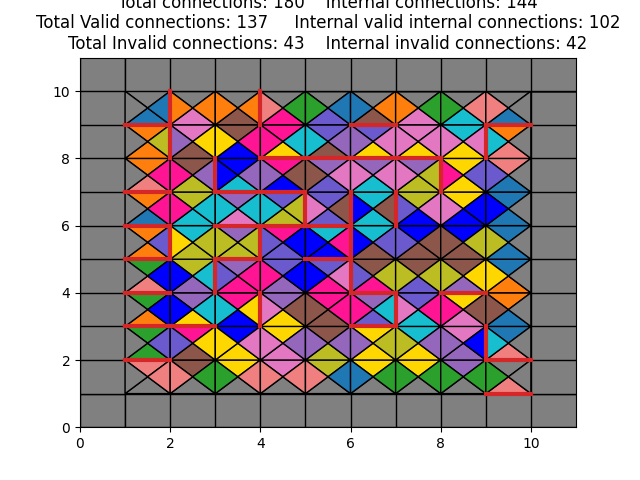 Total connections: 180    Internal connections: 144
Total Valid connections: 137    Internal valid internal connections: 102
Total Invalid connections: 43    Internal invalid connections: 42
10
8
6
4
2
0
0 2 4 6 8 10